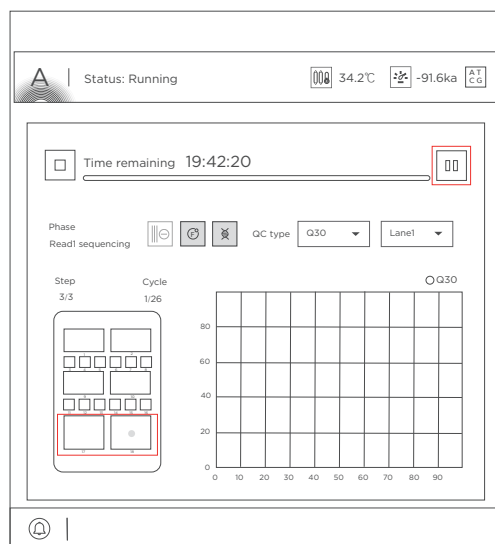 A
Status: Running
34.2℃
-91.6ka
A T
C G
Time remaining 19:42:20
Phase
Read1 sequencing
F
QC type
Q30
Lane1
Step
3/3
Cycle
1/26
Q30
80
60
40
20
0
0 10 20 30 40 50 60 70 80 90
17
18